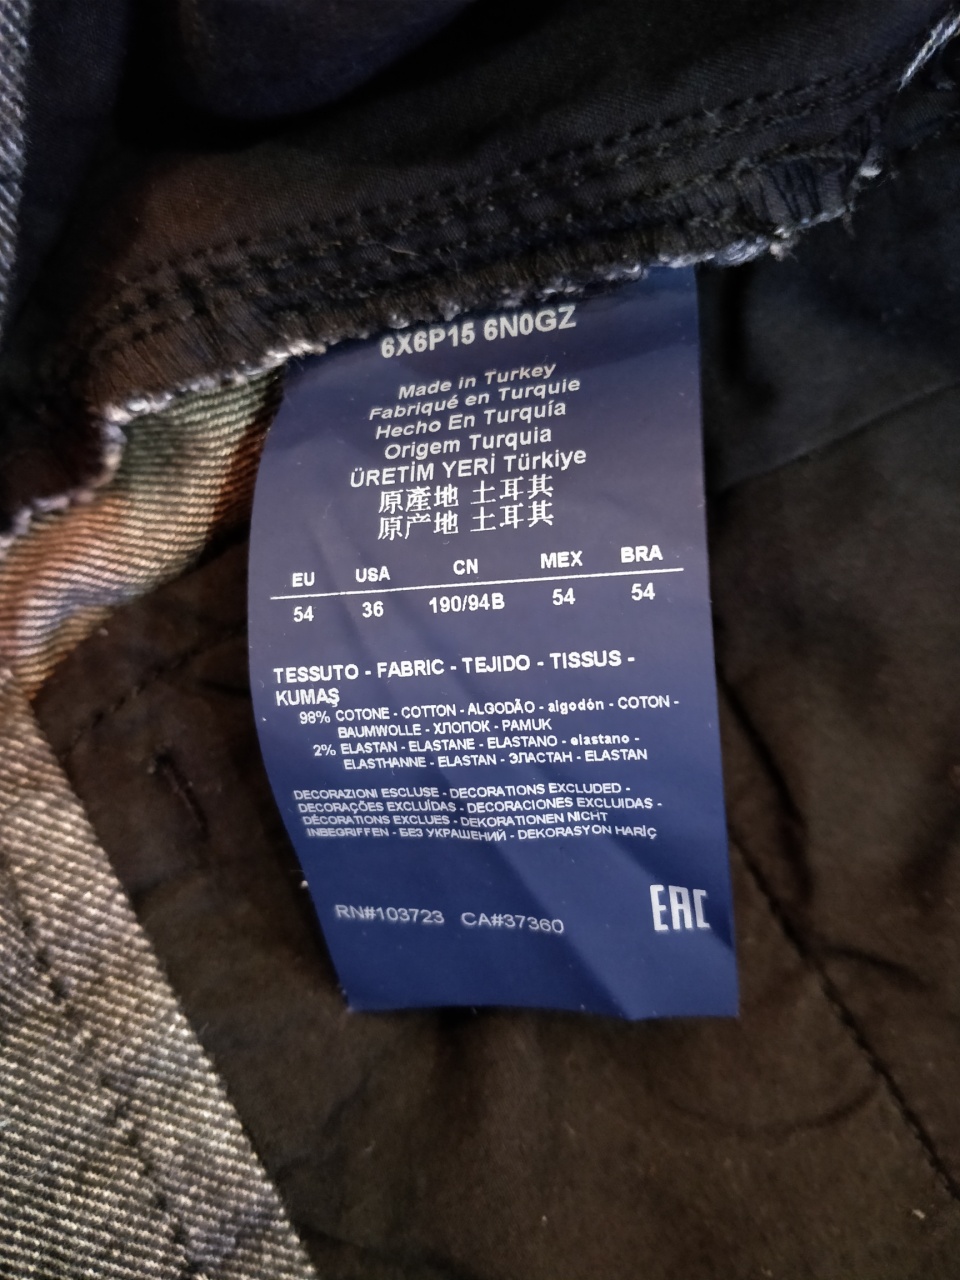 6X6P15 6N0GZ
Made in Turkey
Fabriqué en Turquie
Hecho En Turquía
Origem Turquia
ÜRETİM YERİ Türkiye
原產地 土耳其
原产地 土耳其
EU USA CN MEX BRA
54 36 190/94B 54 54
TESSUTO - FABRIC - TEJIDO - TISSUS -
KUMAŞ
98% COTONE - COTTON - ALGODÃO - algodón - COTON -
BAUMWOLLE - ХЛОПОК - PAMUK
2% ELASTAN - ELASTANE - ELASTANO - elastano -
ELASTHANNE - ELASTAN - ЭЛАСТАН - ELASTAN
DECORAZIONI ESCLUSE - DECORATIONS EXCLUDED -
DECORAÇÕES EXCLUÍDAS - DECORACIONES EXCLUIDAS -
DÉCORATIONS EXCLUES - DEKORATIONEN NICHT
INBEGRIFFEN - БЕЗ УКРАШЕНИЙ - DEKORASYON HARİÇ
RN#103723 CA#37360
EAC